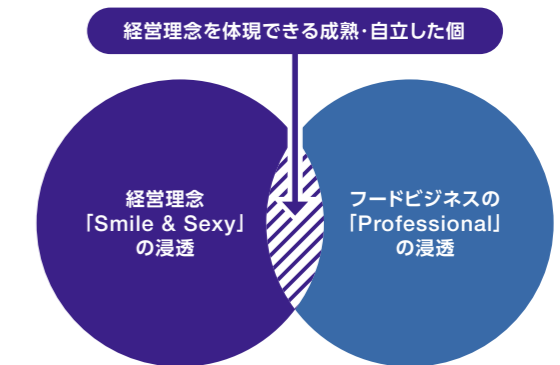 経営理念を体現できる成熟・自立した個
経営理念
「Smile & Sexy」
の浸透
フードビジネスの
「Professional」
の浸透